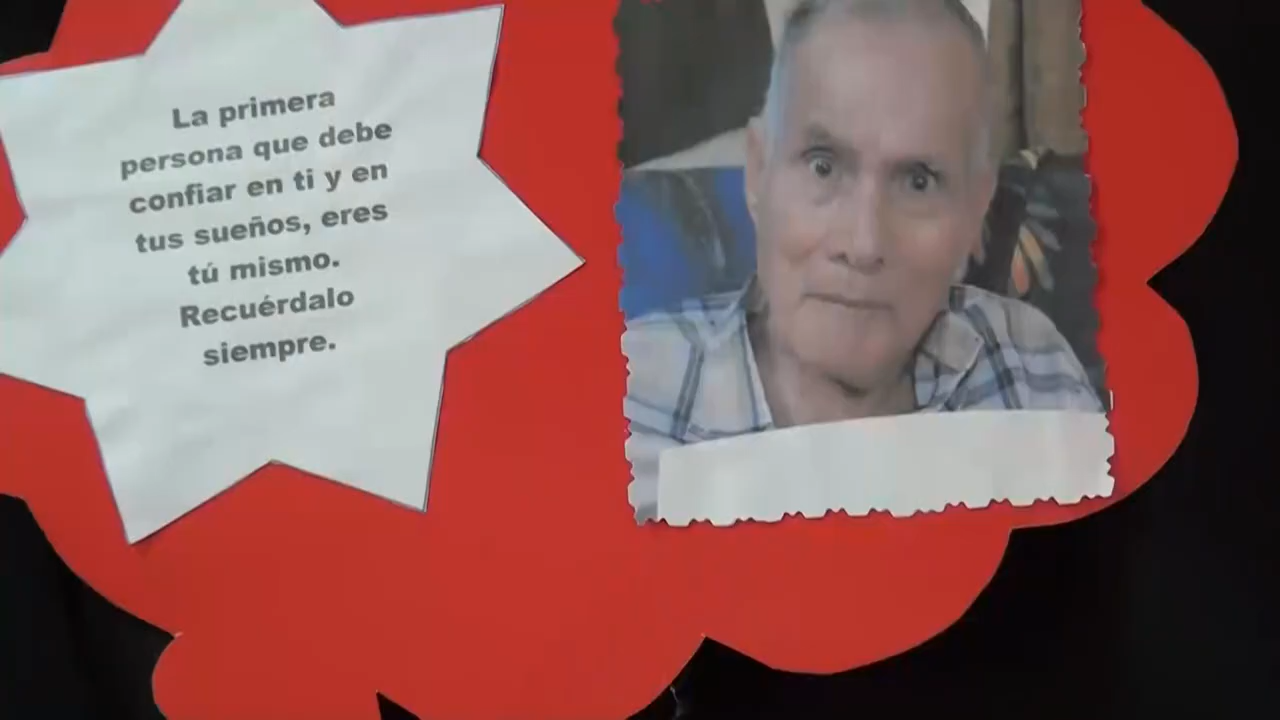 La primera
persona que debe
confiar en ti y en
tus sueños, eres
tú mismo.
Recuérdalo
siempre.